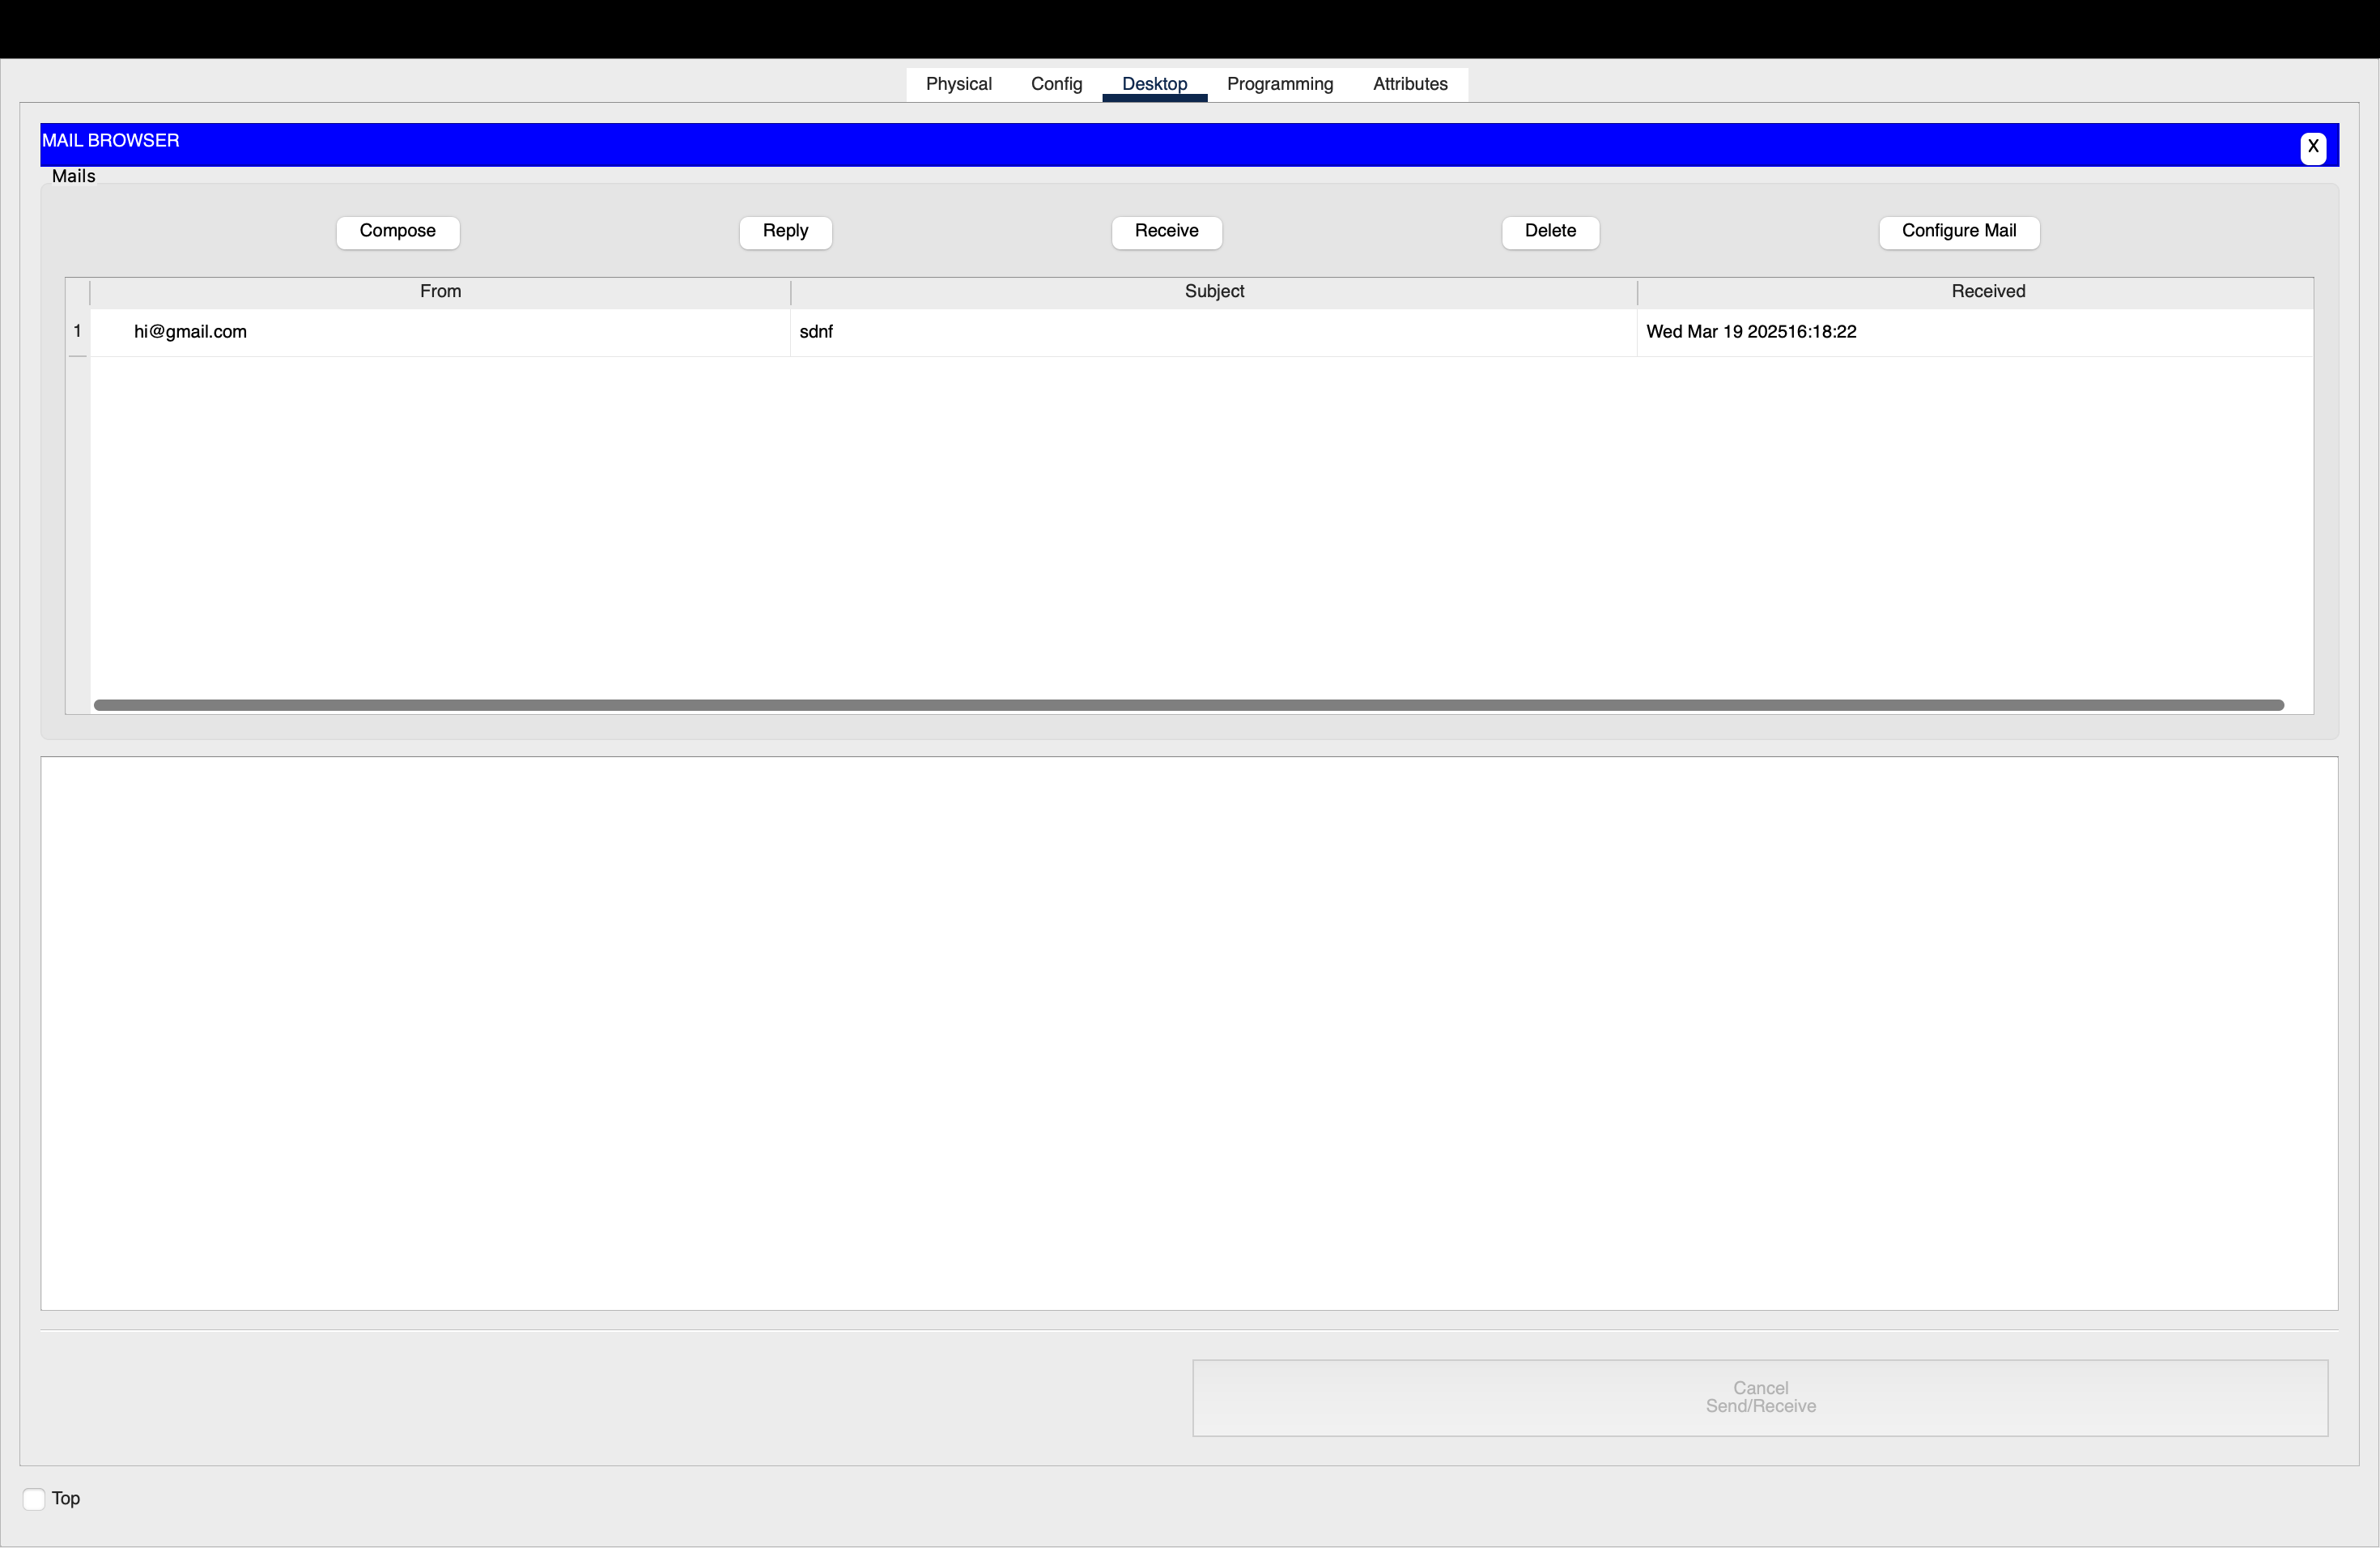 Physical Config Desktop Programming Attributes
MAIL BROWSER X
Mails
Compose Reply Receive Delete Configure Mail
From Subject Received
1 hi@gmail.com sdnf Wed Mar 19 202516:18:22
Cancel
Send/Receive
Top